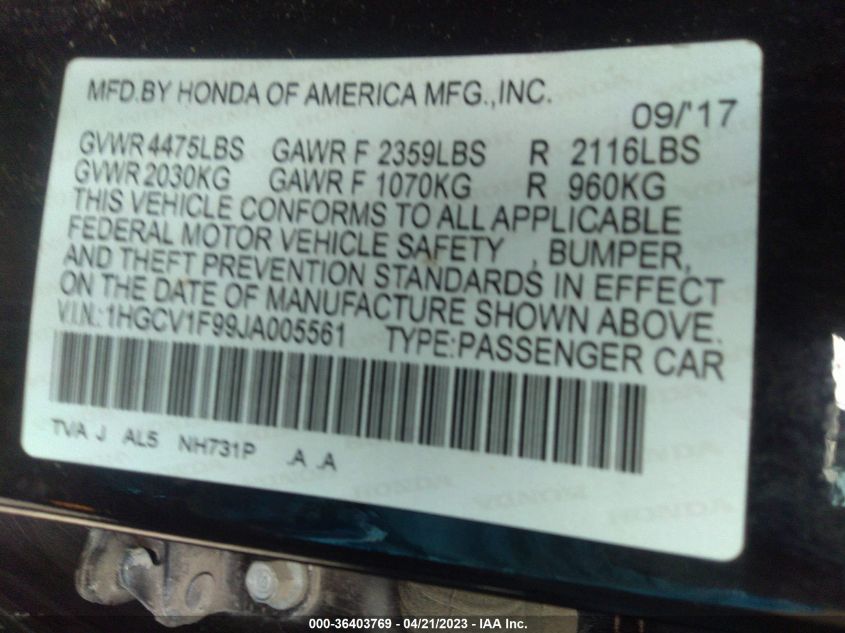 MFD.BY HONDA OF AMERICA MFG.,INC.
09/'17
GVWR 4475LBS GAWR F 2359LBS R 2116LBS
GVWR 2030KG GAWR F 1070KG R 960KG
THIS VEHICLE CONFORMS TO ALL APPLICABLE
FEDERAL MOTOR VEHICLE SAFETY , BUMPER,
AND THEFT PREVENTION STANDARDS IN EFFECT
ON THE DATE OF MANUFACTURE SHOWN ABOVE.
V.I.N.:1HGCV1F99JA005561 TYPE:PASSENGER CAR
TVA J AL5 NH731P .A .A
000-36403769 - 04/21/2023 - IAA Inc.